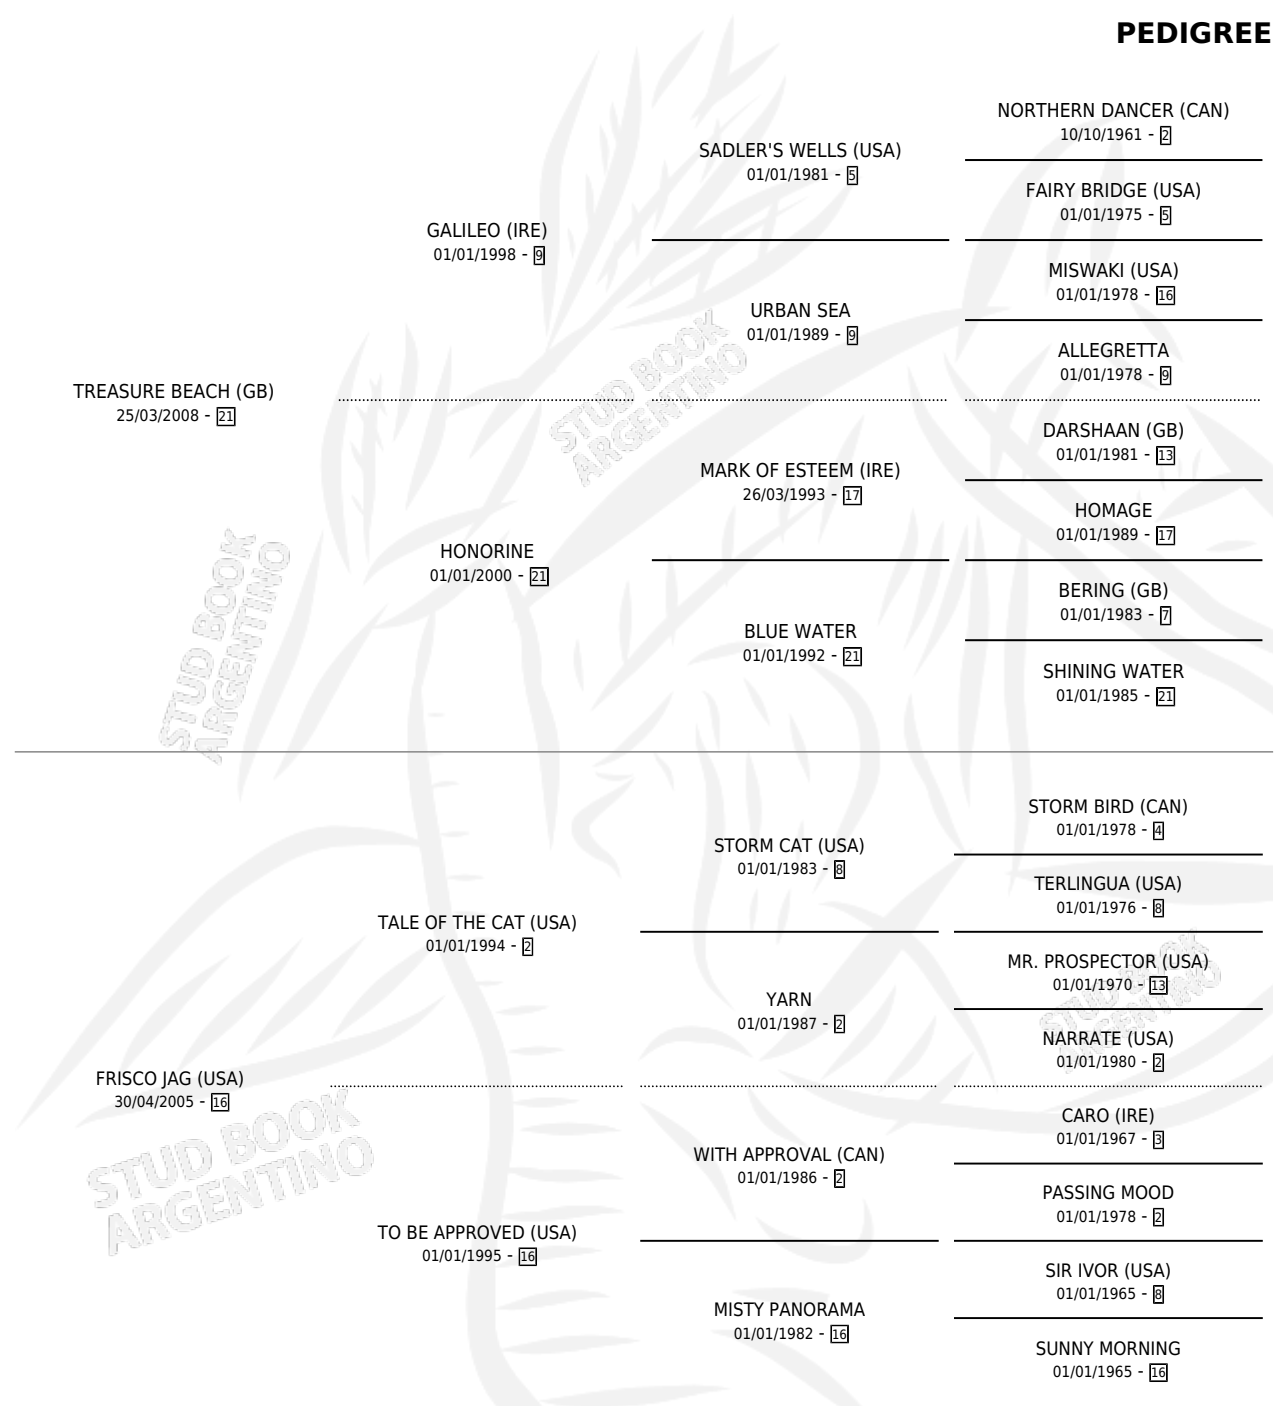 PEDIGREE
NORTHERN DANCER (CAN)
10/10/1961 - 2
SADLER'S WELLS (USA)
01/01/1981 - 5
FAIRY BRIDGE (USA)
01/01/1975 - 5
GALILEO (IRE)
01/01/1998 - 9
MISWAKI (USA)
01/01/1978 - 16
URBAN SEA
01/01/1989 - 9
ALLEGRETTA
01/01/1978 - 9
TREASURE BEACH (GB)
25/03/2008 - 21
STUD BOOK
ARGENTINO
DARSHAAN (GB)
01/01/1981 - 13
MARK OF ESTEEM (IRE)
26/03/1993 - 17
HOMAGE
01/01/1989 - 17
HONORINE
01/01/2000 - 21
BERING (GB)
01/01/1983 - 7
BLUE WATER
01/01/1992 - 21
SHINING WATER
01/01/1985 - 21
STUD BOOK
ARGENTINO
STORM BIRD (CAN)
01/01/1978 - 4
STORM CAT (USA)
01/01/1983 - 8
TERLINGUA (USA)
01/01/1976 - 8
TALE OF THE CAT (USA)
01/01/1994 - 2
MR. PROSPECTOR (USA)
01/01/1970 - 13
YARN
01/01/1987 - 2
STUD BOOK
ARGENTINO
NARRATE (USA)
01/01/1980 - 2
FRISCO JAG (USA)
30/04/2005 - 16
CARO (IRE)
01/01/1967 - 3
WITH APPROVAL (CAN)
01/01/1986 - 2
PASSING MOOD
01/01/1978 - 2
STUD BOOK
ARGENTINO
TO BE APPROVED (USA)
01/01/1995 - 16
SIR IVOR (USA)
01/01/1965 - 8
MISTY PANORAMA
01/01/1982 - 16
SUNNY MORNING
01/01/1965 - 16